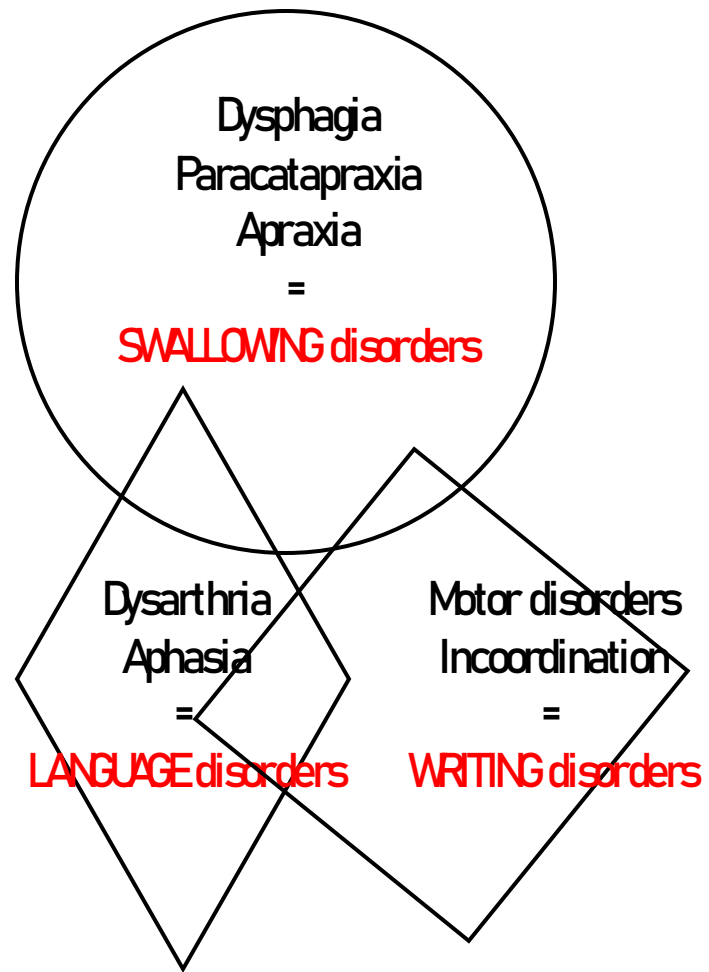 Dysphagia
Paracatapraxia
Apraxia
=
SWALLOWING disorders
Dysarthria
Aphasia
=
LANGUAGE disorders
Motor disorders
Incoordination
=
WRITING disorders